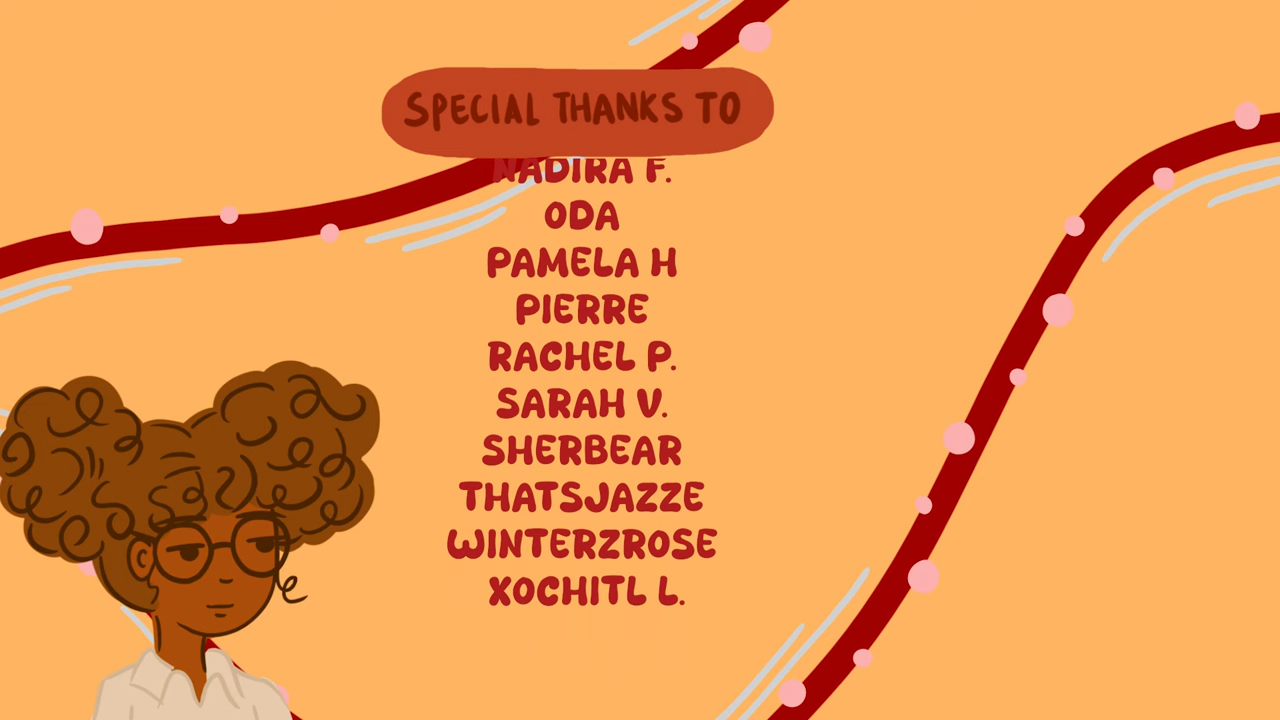 SPECIAL THANKS TO
NADIRA F.
ODA
PAMELA H
PIERRE
RACHEL P.
SARAH V.
SHERBEAR
THATSJAZZE
WINTERZROSE
XOCHITL L.